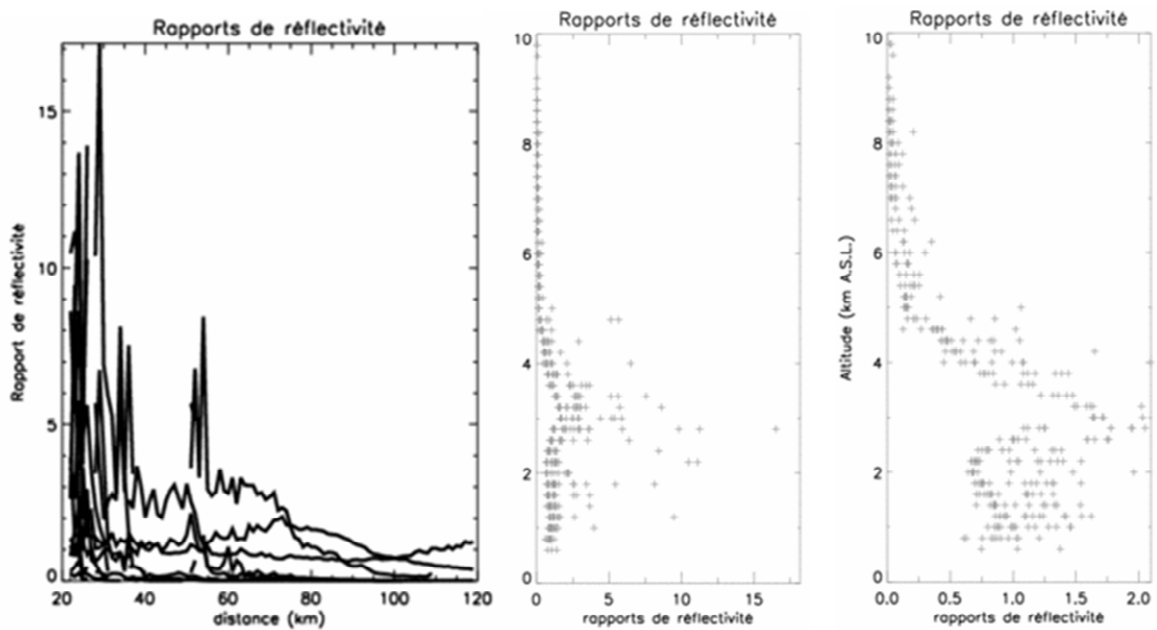 Rapports de réflectivité
Rapport de réflectivité
15
10
5
0
20 40 60 80 100 120
distance (km)
Rapports de réflectivité
10
8
6
4
2
0
0 5 10 15
rapports de réflectivité
Rapports de réflectivité
Altitude (km A.S.L.)
10
8
6
4
2
0
0.0 0.5 1.0 1.5 2.0
rapports de réflectivité